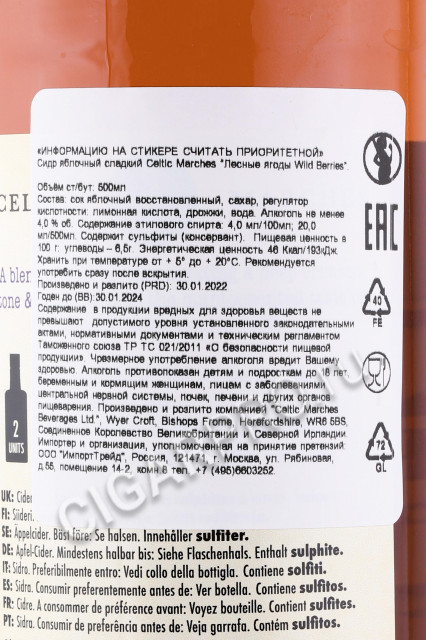 «ИНФОРМАЦИЮ НА СТИКЕРЕ СЧИТАТЬ ПРИОРИТЕТНОЙ»
Сидр яблочный сладкий Celtic Marches "Лесные ягоды Wild Berries".
Объём ст/бут: 500мл
Состав: сок яблочный восстановленный, сахар, регулятор
кислотности: лимонная кислота, дрожжи, вода. Алкоголь не менее
4,0 % об. Содержание этилового спирта: 4,0 мл/100мл; 20,0
мл/500мл. Содержит сульфиты (консервант). Пищевая ценность в
100 г: углеводы – 6,5г. Энергетическая ценность 46 Ккал/193кДж.
Хранить при температуре от + 5° до + 20°С. Рекомендуется
употребить сразу после вскрытия.
Произведено и разлито (PRD): 30.01.2022
Годен до (BB):30.01.2024
Содержание в продукции вредных для здоровья веществ не
превышают допустимого уровня установленного законодательными
актами, нормативными документами и техническим регламентом
Таможенного союза ТР ТС 021/2011 «О безопасности пищевой
продукции». Чрезмерное употребление алкоголя вредит Вашему
здоровью. Алкоголь противопоказан детям и подросткам до 18 лет,
беременным и кормящим женщинам, лицам с заболеваниями
центральной нервной системы, почек, печени и других органов
пищеварения. Произведено и разлито компанией Celtic Marches
Beverages Ltd.", Wyer Croft, Bishops Frome, Herefordshire, WR6 5BS,
Соединенное Королевство Великобритании и Северной Ирландии.
Импортер и организация, уполномоченная на принятие претензий:
ООО "ИмпортТрейд", Россия, 121471, г. Москва, ул. Рябиновая,
д.55, помещение 14-2, комн.8 тел. +7 (495)6603252.
EAC
40
FE
72
GL
CEL
A blen
tone &
2
UNITS
UK: Cider
FI: Siideri.
SE: Äppelcider. Bäst före: Se halsen. Innehåller sulfiter.
DE: Apfel-Cider. Mindestens halbar bis: Siehe Flaschenhals. Enthalt sulphite.
IT: Sidro. Preferibilmente entro: Vedi collo della bottigla. Contiene solfiti.
ES: Sidra. Consumir preferentemente antes de: Ver botella. Contiene sulfitos.
FR: Cidre. A consommer de préférence avant: Voyez bouteille. Contient sulfites.
PT: Sidra. Consumir de preferência antes de: Veja garrafa. Contém sulfitos.
CIGARPRO.RU